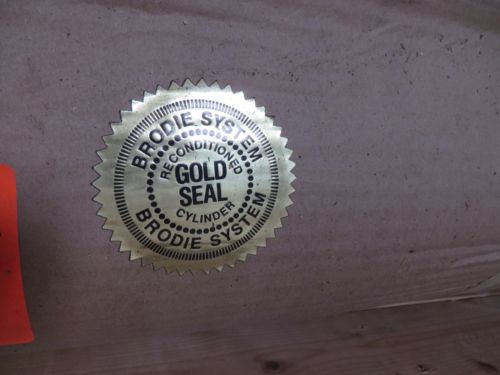 BRODIE SYSTEM
RECONDITIONED
GOLD
SEAL
CYLINDER
BRODIE SYSTEM